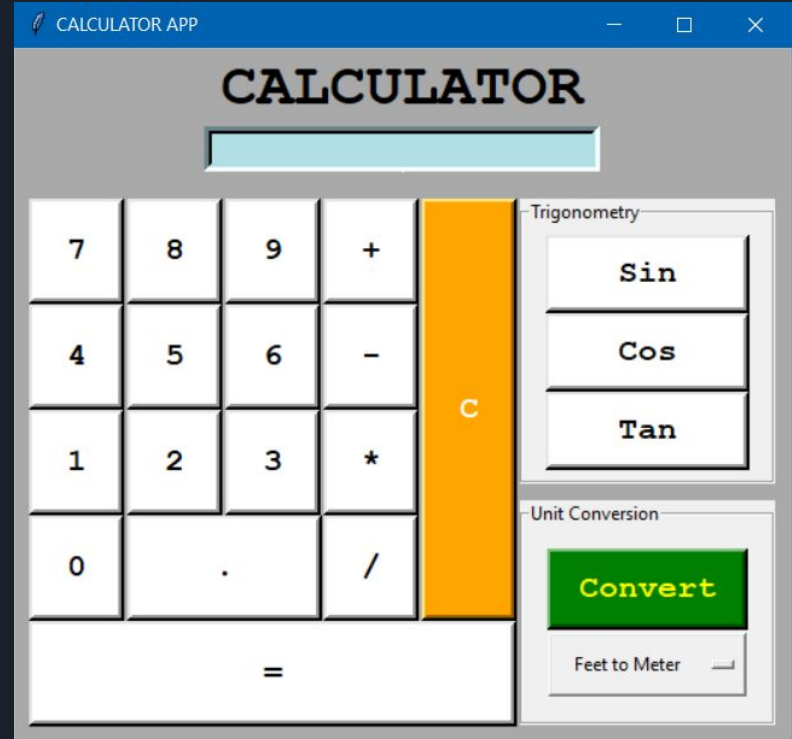 CALCULATOR APP
CALCULATOR
7 8 9 +
4 5 6 -
1 2 3 *
0 . /
=
C
Trigonometry
Sin
Cos
Tan
Unit Conversion
Convert
Feet to Meter